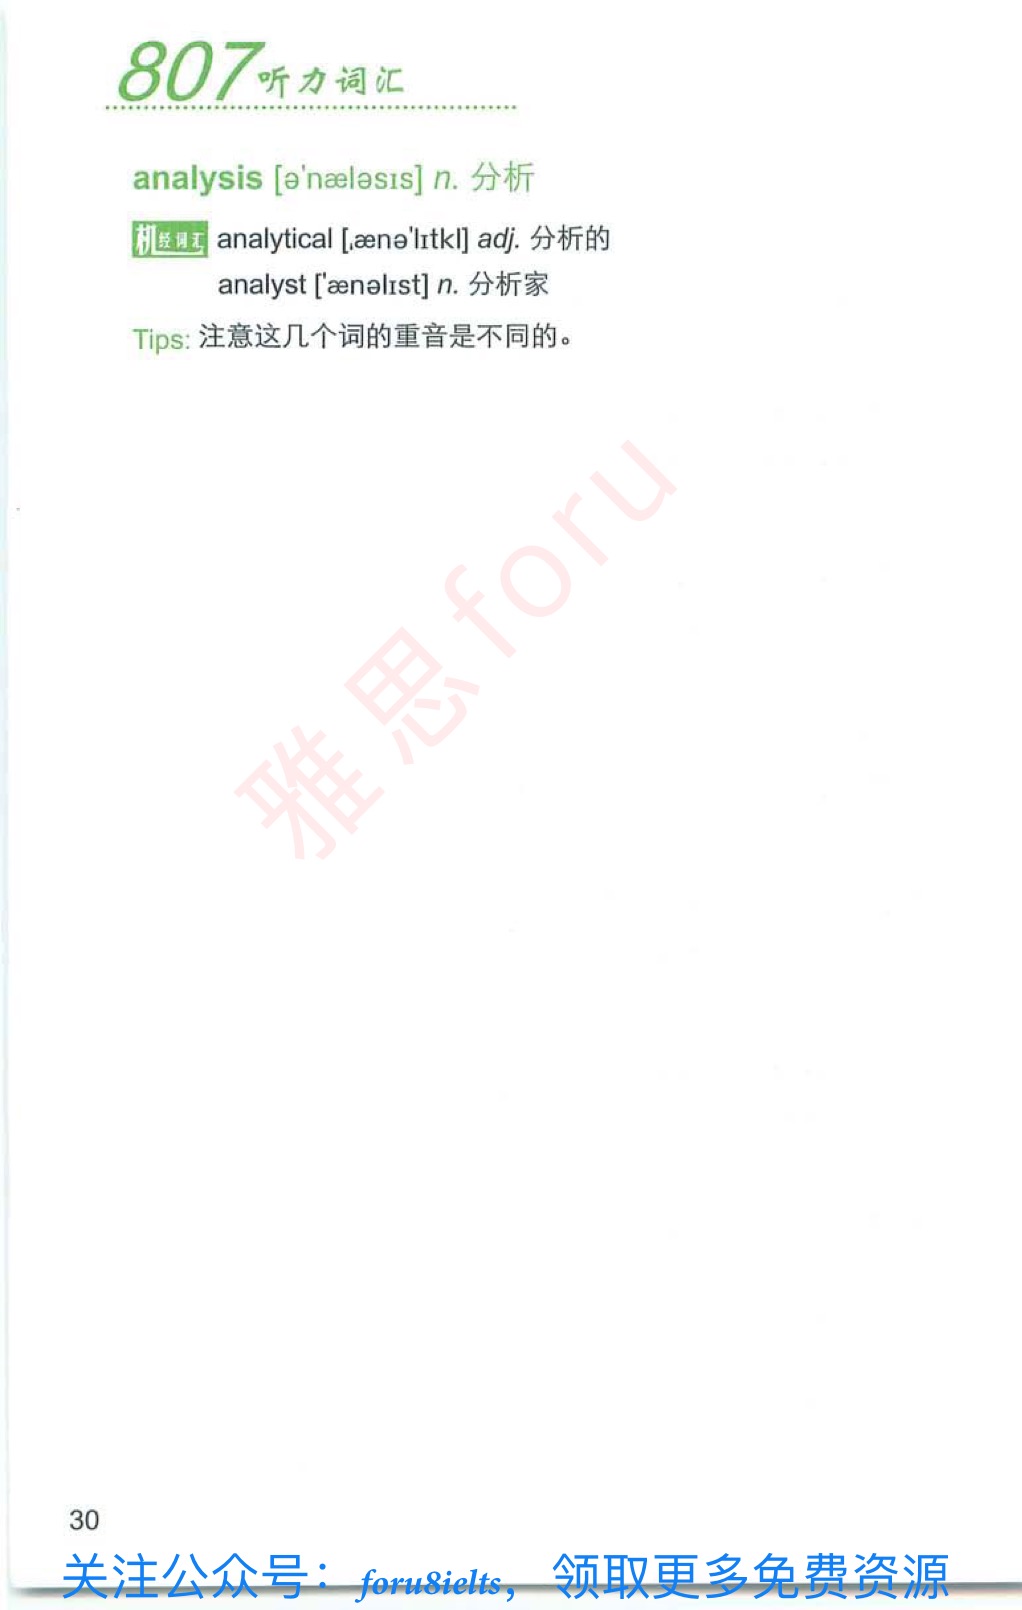 807听力词汇
analysis [ə'næləsɪs] n. 分析
机经词汇 analytical [ˌænə'lɪtkl] adj. 分析的
analyst ['ænəlɪst] n. 分析家
Tips: 注意这几个词的重音是不同的。
雅思foru
30
关注公众号：foru8ielts，领取更多免费资源